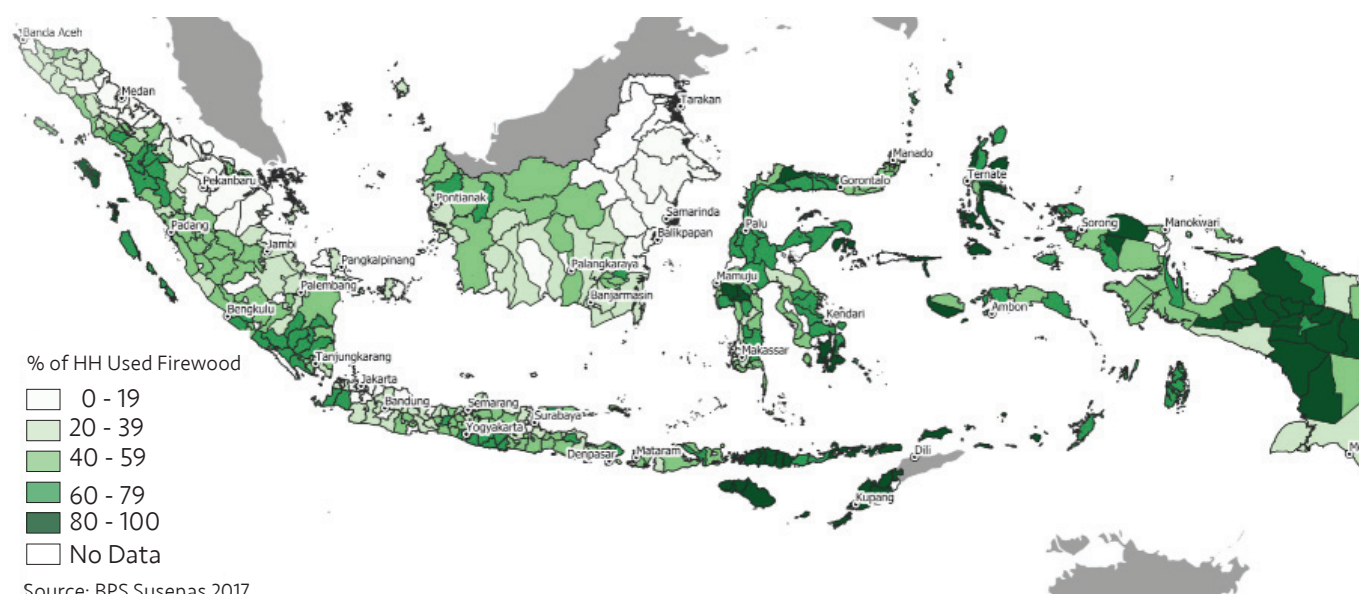 Banda Aceh
Medan
Tarakan
Manado
Pekanbaru
Gorontalo
Ternate
Pontianak
Samarinda
Sorong
Manokwari
Padang
Palu
Balikpapan
Jambi
Pangkalpinang
Palangkaraya
Mamuju
Palembang
Banjarmasin
Bengkulu
Ambon
Kendari
Makassar
Tanjungkarang
Jakarta
Bandung
Semarang
Surabaya
Yogyakarta
Denpasar
Mataram
Dili
Kupang
% of HH Used Firewood
0 - 19
20 - 39
40 - 59
60 - 79
80 - 100
No Data
Source: BPS Susenas 2017